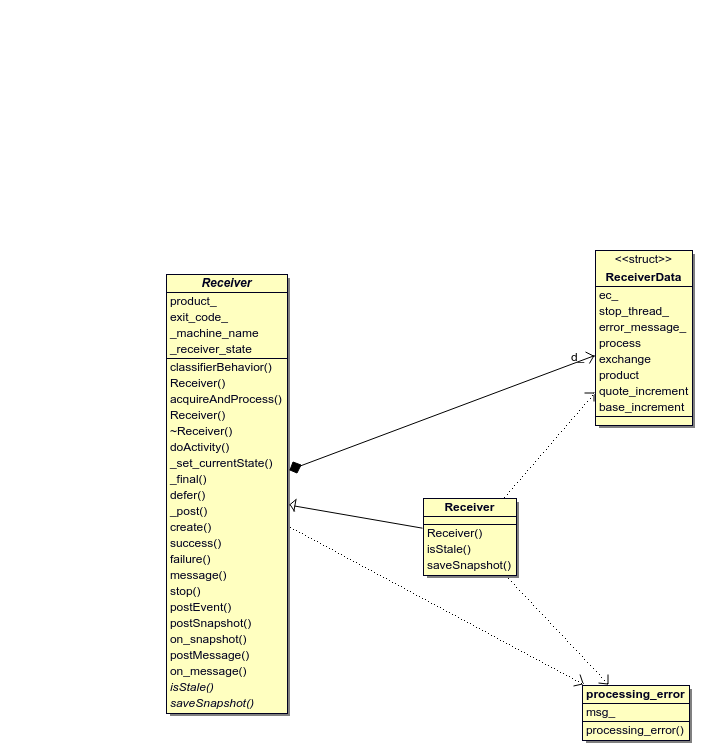 Receiver
product_
exit_code_
_machine_name
_receiver_state
classifierBehavior()
Receiver()
acquireAndProcess()
Receiver()
~Receiver()
doActivity()
_set_currentState()
_final()
defer()
_post()
create()
success()
failure()
message()
stop()
postEvent()
postSnapshot()
on_snapshot()
postMessage()
on_message()
isStale()
saveSnapshot()
d_
<<struct>>
ReceiverData
ec_
stop_thread_
error_message_
process
exchange
product
quote_increment
base_increment
Receiver
Receiver()
isStale()
saveSnapshot()
processing_error
msg_
processing_error()